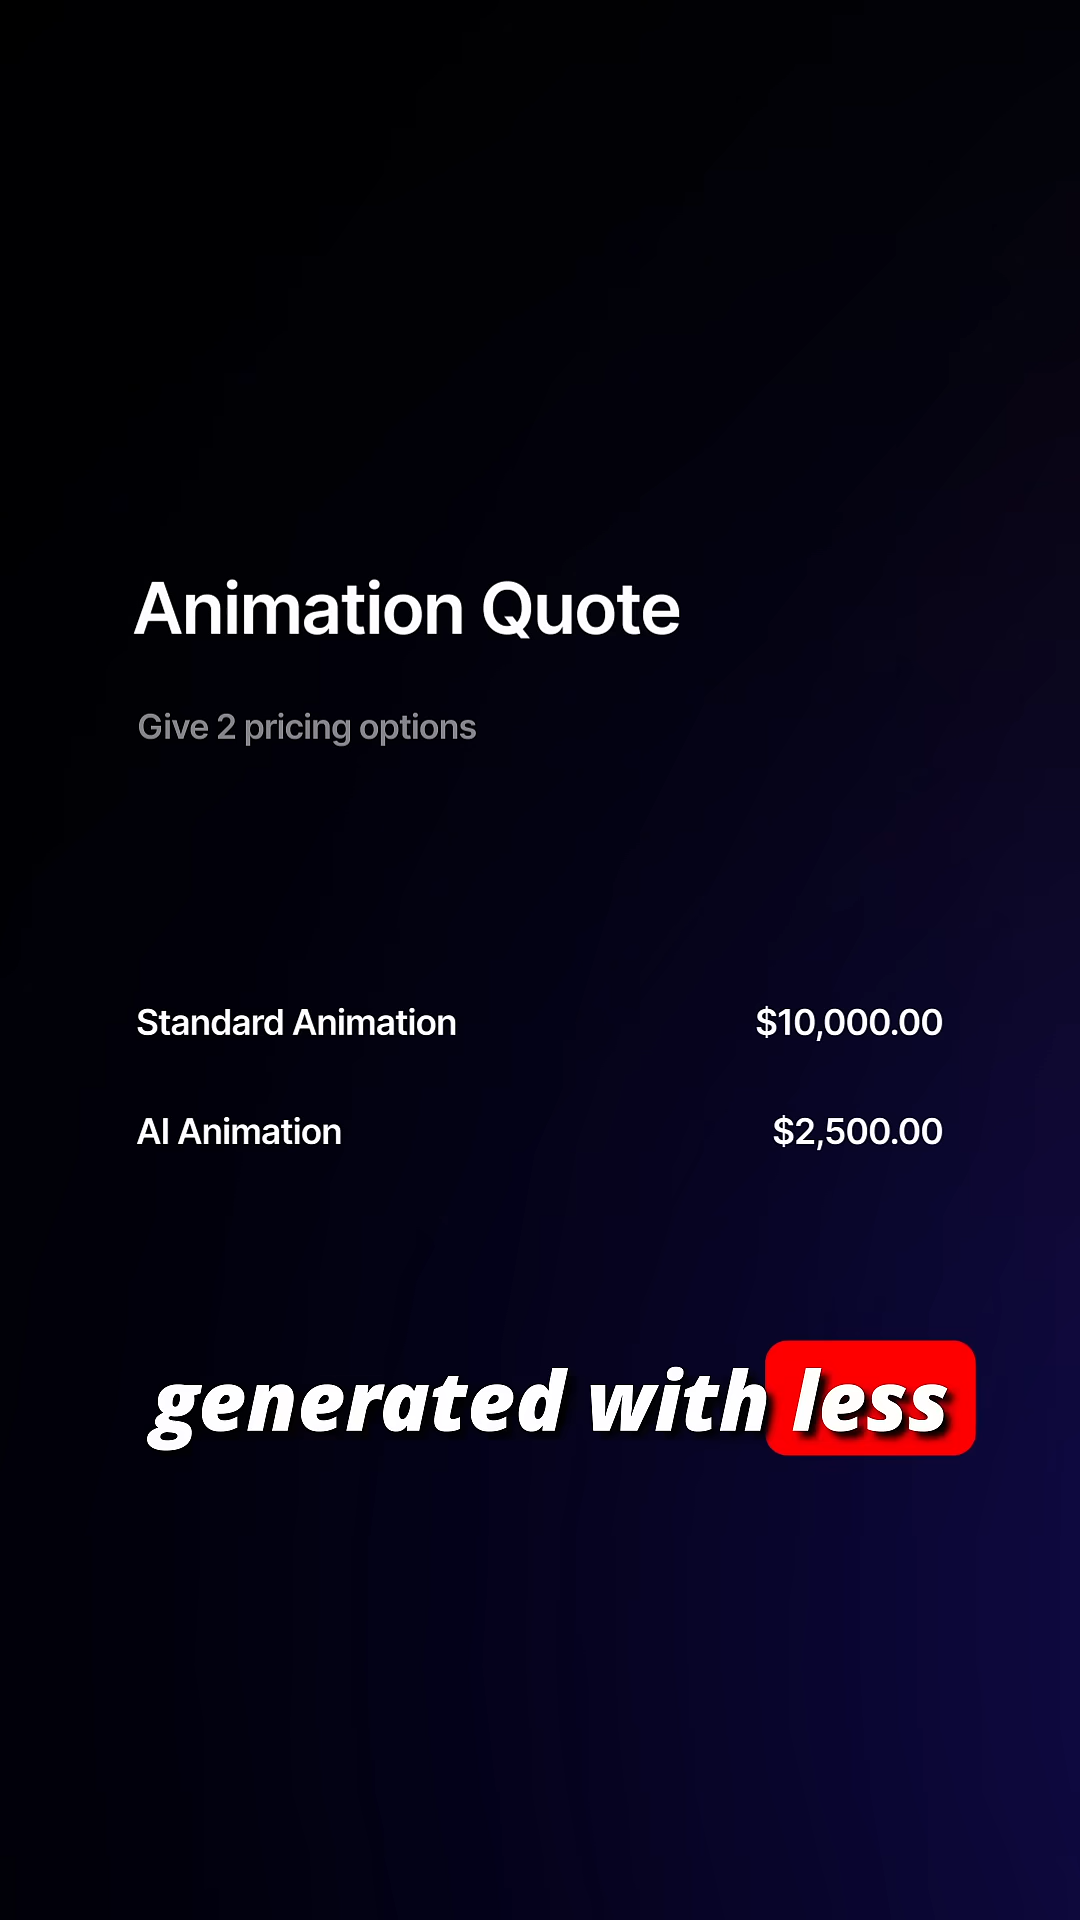 Animation Quote
Give 2 pricing options
Standard Animation $10,000.00
AI Animation $2,500.00
generated with less